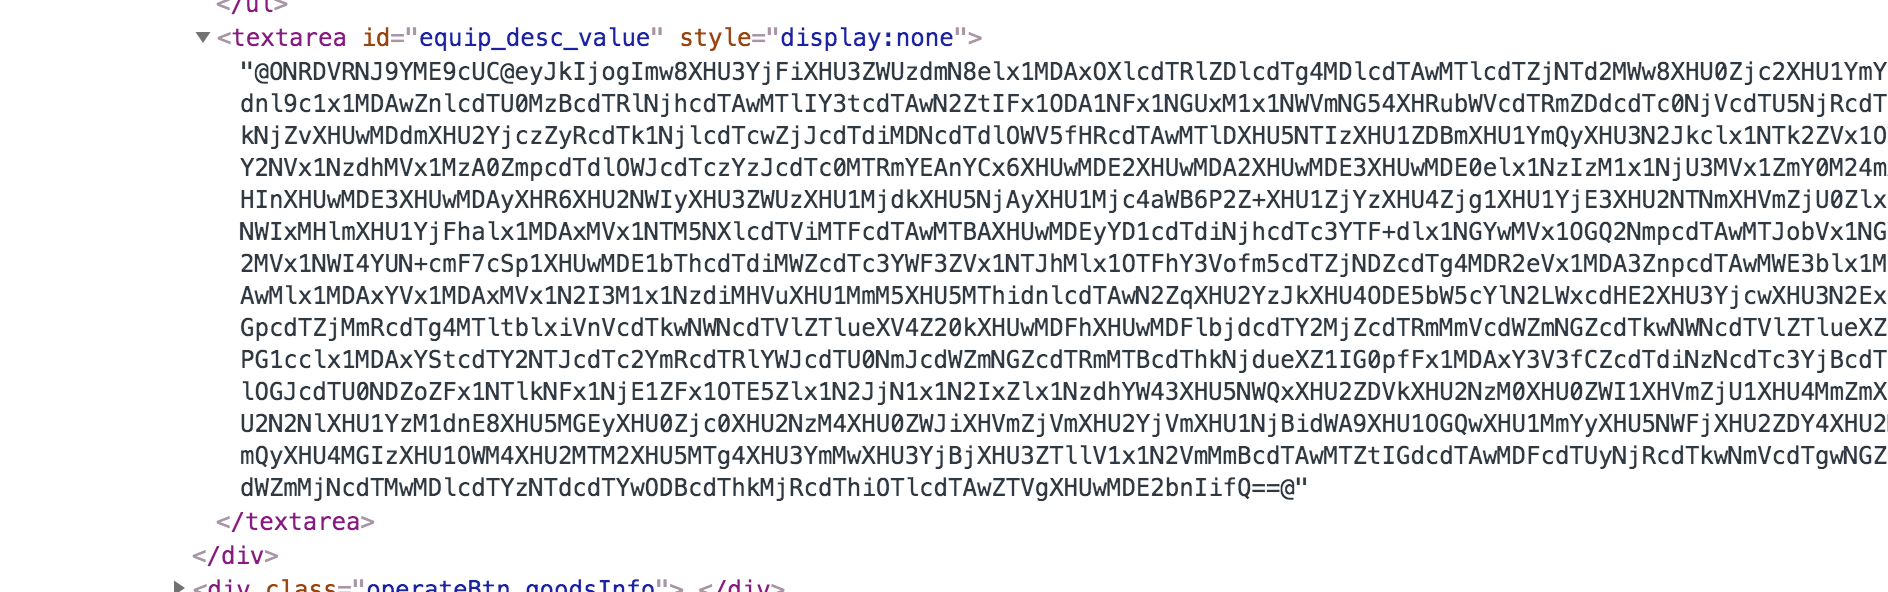 </ul>
▼<textarea id="equip_desc_value" style="display:none">
"@ONRDVRNJ9YME9cUC@eyJkIjogImw8XHU3YjFiXHU3ZWUzdmN8elx1MDAxOXlcdTRlZDlcdTg4MDlcdTAwMTlcdTZjNTd2MWw8XHU0Zjc2XHU1YmY
dnl9c1x1MDAwZnlcdTU0MzBcdTRlNjhcdTAwMTlIY3tcdTAwN2ZtIFx1ODA1NFx1NGUxM1x1NWVmNG54XHRubWVcdTRmZDdcdTc0NjVcdTU5NjRcdT
kNjZvXHUwMDdmXHU2YjczZyRcdTk1NjlcdTcwZjJcdTdiMDNcdTdlOWV5fHRcdTAwMTlDXHU5NTIzXHU1ZDBmXHU1YmQyXHU3N2Jkclx1NTk2ZVx1O
Y2NVx1NzdhMVx1MzA0ZmpcdTdlOWJcdTczYzJcdTc0MTRmYEAnYCx6XHUwMDE2XHUwMDA2XHUwMDE3XHUwMDE0elx1NzIzM1x1NjU3MVx1ZmY0M24m
HInXHUwMDE3XHUwMDAyXHR6XHU2NWIyXHU3ZWUzXHU1MjdkXHU5NjAyXHU1Mjc4aWB6P2Z+XHU1ZjYzXHU4Zjg1XHU1YjE3XHU2NTNmXHVmZjU0Zlx
NWIxMHlmXHU1YjFhalx1MDAxMVx1NTM5NXlcdTViMTFcdTAwMTBAXHUwMDEyYD1cdTdiNjhcdTc3YTF+dlx1NGYwMVx1OGQ2NmpcdTAwMTJobVx1NG
2MVx1NWI4YUN+cmF7cSp1XHUwMDE1bThcdTdiMWZcdTc3YWF3ZVx1NTJhMlx1OTFhY3Vofm5cdTZjNDZcdTg4MDR2eVx1MDA3ZnpcdTAwMWE3blx1M
AwMlx1MDAxYVx1MDAxMVx1N2I3M1x1NzdiMHVuXHU1MmM5XHU5MThidnlcdTAwN2ZqXHU2YzJkXHU4ODE5bW5cYlN2LWxcdHE2XHU3YjcwXHU3N2Ex
GpcdTZjMmRcdTg4MTltblxiVnVcdTkwNWNcdTVlZTlueXV4Z20kXHUwMDFhXHUwMDFlbjdcdTY2MjZcdTRmMmVcdWZmNGZcdTkwNWNcdTVlZTlueXZ
PG1cclx1MDAxYStcdTY2NTJcdTc2YmRcdTRlYWJcdTU0NmJcdWZmNGZcdTRmMTBcdThkNjdueXZ1IG0pfFx1MDAxY3V3fCZcdTdiNzNcdTc3YjBcdT
lOGJcdTU0NDZoZFx1NTlkNFx1NjE1ZFx1OTE5Zlx1N2JjN1x1N2IxZlx1NzdhYW43XHU5NWQxXHU2ZDVkXHU2NzM0XHU0ZWI1XHVmZjU1XHU4MmZmX
U2N2NlXHU1YzM1dnE8XHU5MGEyXHU0Zjc0XHU2NzM4XHU0ZWJiXHVmZjVmXHU2YjVmXHU1NjBidWA9XHU1OGQwXHU1MmYyXHU5NWFjXHU2ZDY4XHU2
mQyXHU4MGIzXHU1OWM4XHU2MTM2XHU5MTg4XHU3YmMwXHU3YjBjXHU3ZTllV1x1N2VmMmBcdTAwMTZtIGdcdTAwMDFcdTUyNjRcdTkwNmVcdTgwNGZ
dWZmMjNcdTMwMDlcdTYzNTdcdTYwODBcdThkMjRcdThiOTlcdTAwZTVgXHUwMDE2bnIifQ==@"
</textarea>
</div>
▶<div class="operateBtn goodsInfo"> </div>